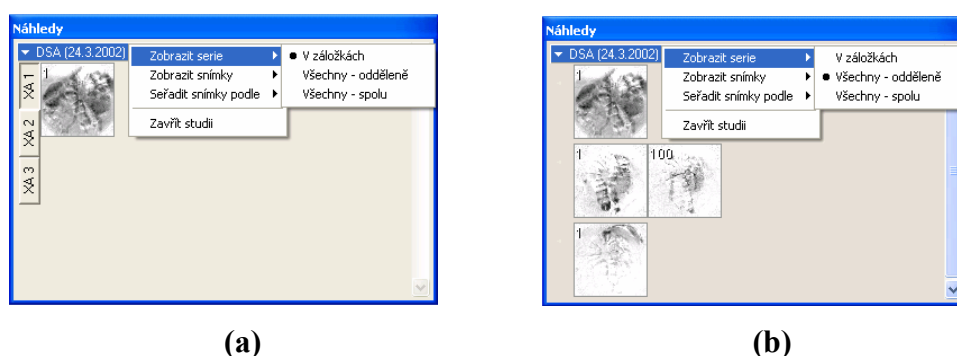 Náhledy
DSA (24.3.2002)
Zobrazit serie
Zobrazit snímky
Seřadit snímky podle
Zavřít studii
V záložkách
Všechny - odděleně
Všechny - spolu
XA 1
XA 2
XA 3
1
(a)
Náhledy
DSA (24.3.2002)
Zobrazit serie
Zobrazit snímky
Seřadit snímky podle
Zavřít studii
V záložkách
Všechny - odděleně
Všechny - spolu
1
1
100
1
(b)